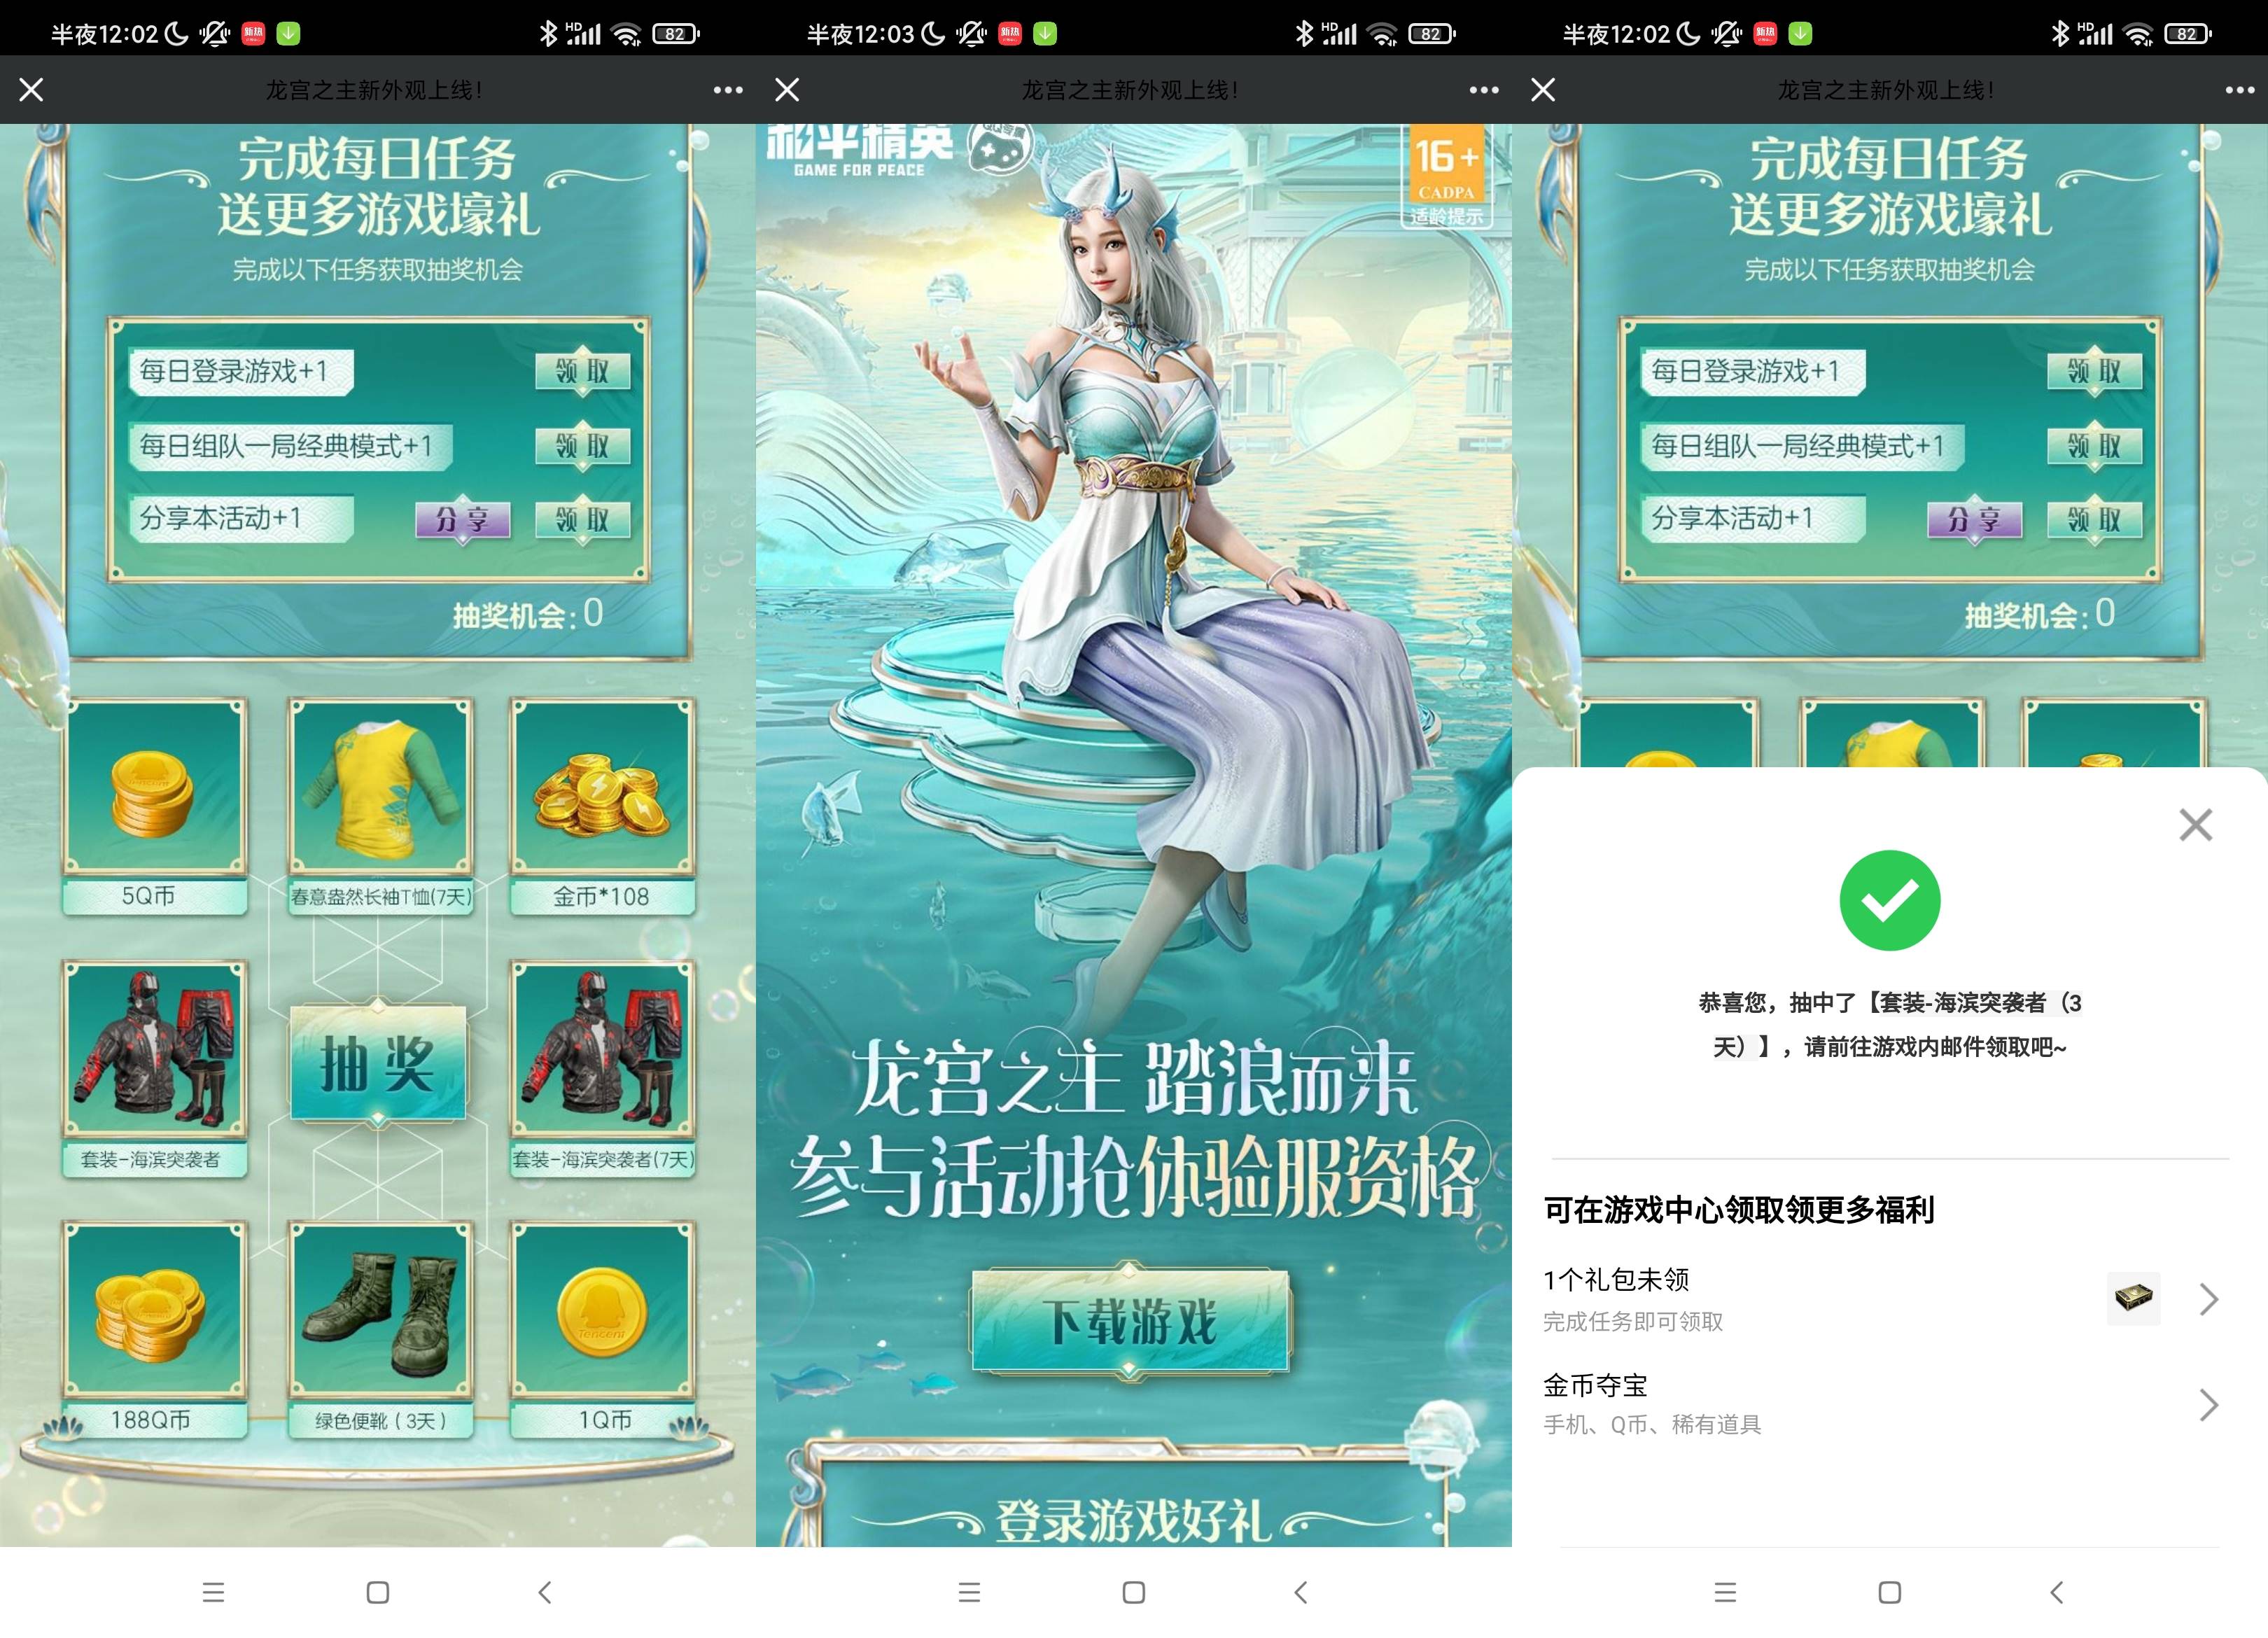 半夜12:02
HD
82
龙宫之主新外观上线!
完成每日任务
送更多游戏壕礼
完成以下任务获取抽奖机会
每日登录游戏+1
领取
每日组队一局经典模式+1
领取
分享本活动+1
分享
领取
抽奖机会:0
5Q币
春意盎然长袖T恤(7天)
金币*108
套装-海滨突袭者
抽奖
套装-海滨突袭者(7天)
Tencent
188Q币
绿色便靴(3天)
1Q币
半夜12:03
HD
82
龙宫之主新外观上线!
和平精英
GAME FOR PEACE
QQ专属
16+
CADPA
适龄提示
龙宫之主 踏浪而来
参与活动抢体验服资格
下载游戏
登录游戏好礼
半夜12:02
HD
82
龙宫之主新外观上线!
完成每日任务
送更多游戏壕礼
完成以下任务获取抽奖机会
每日登录游戏+1
领取
每日组队一局经典模式+1
领取
分享本活动+1
分享
领取
抽奖机会:0
恭喜您，抽中了【套装-海滨突袭者（3
天）】，请前往游戏内邮件领取吧~
可在游戏中心领取领更多福利
1个礼包未领
完成任务即可领取
金币夺宝
手机、Q币、稀有道具